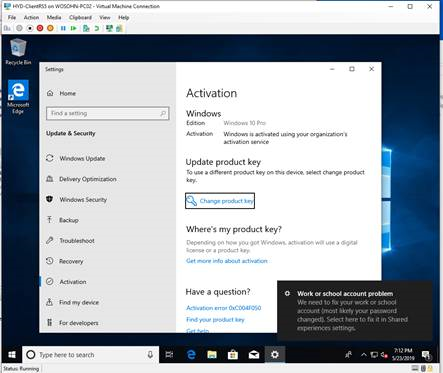 HYD-ClientRS3 on WOSOHN-PC02 - Virtual Machine Connection
File Action Media Clipboard View Help
Recycle Bin
Microsoft
Edge
Settings
Home
Find a setting
Update & Security
Windows Update
Delivery Optimization
Windows Security
Backup
Troubleshoot
Recovery
Activation
Find my device
For developers
Activation
Windows
Edition Windows 10 Pro
Activation Windows is activated using your organization's
activation service
Update product key
To use a different product key on this device, select change product
key.
Change product key
Where's my product key?
Depending on how you got Windows, activation will use a digital
license or a product key.
Get more info about activation
Have a question?
Activation error 0xC004F050
Find your product key
Get help
Work or school account problem
We need to fix your work or school
account (most likely your password
changed). Select here to fix it in Shared
experiences settings.
Type here to search
7:12 PM
5/23/2019
Status: Running